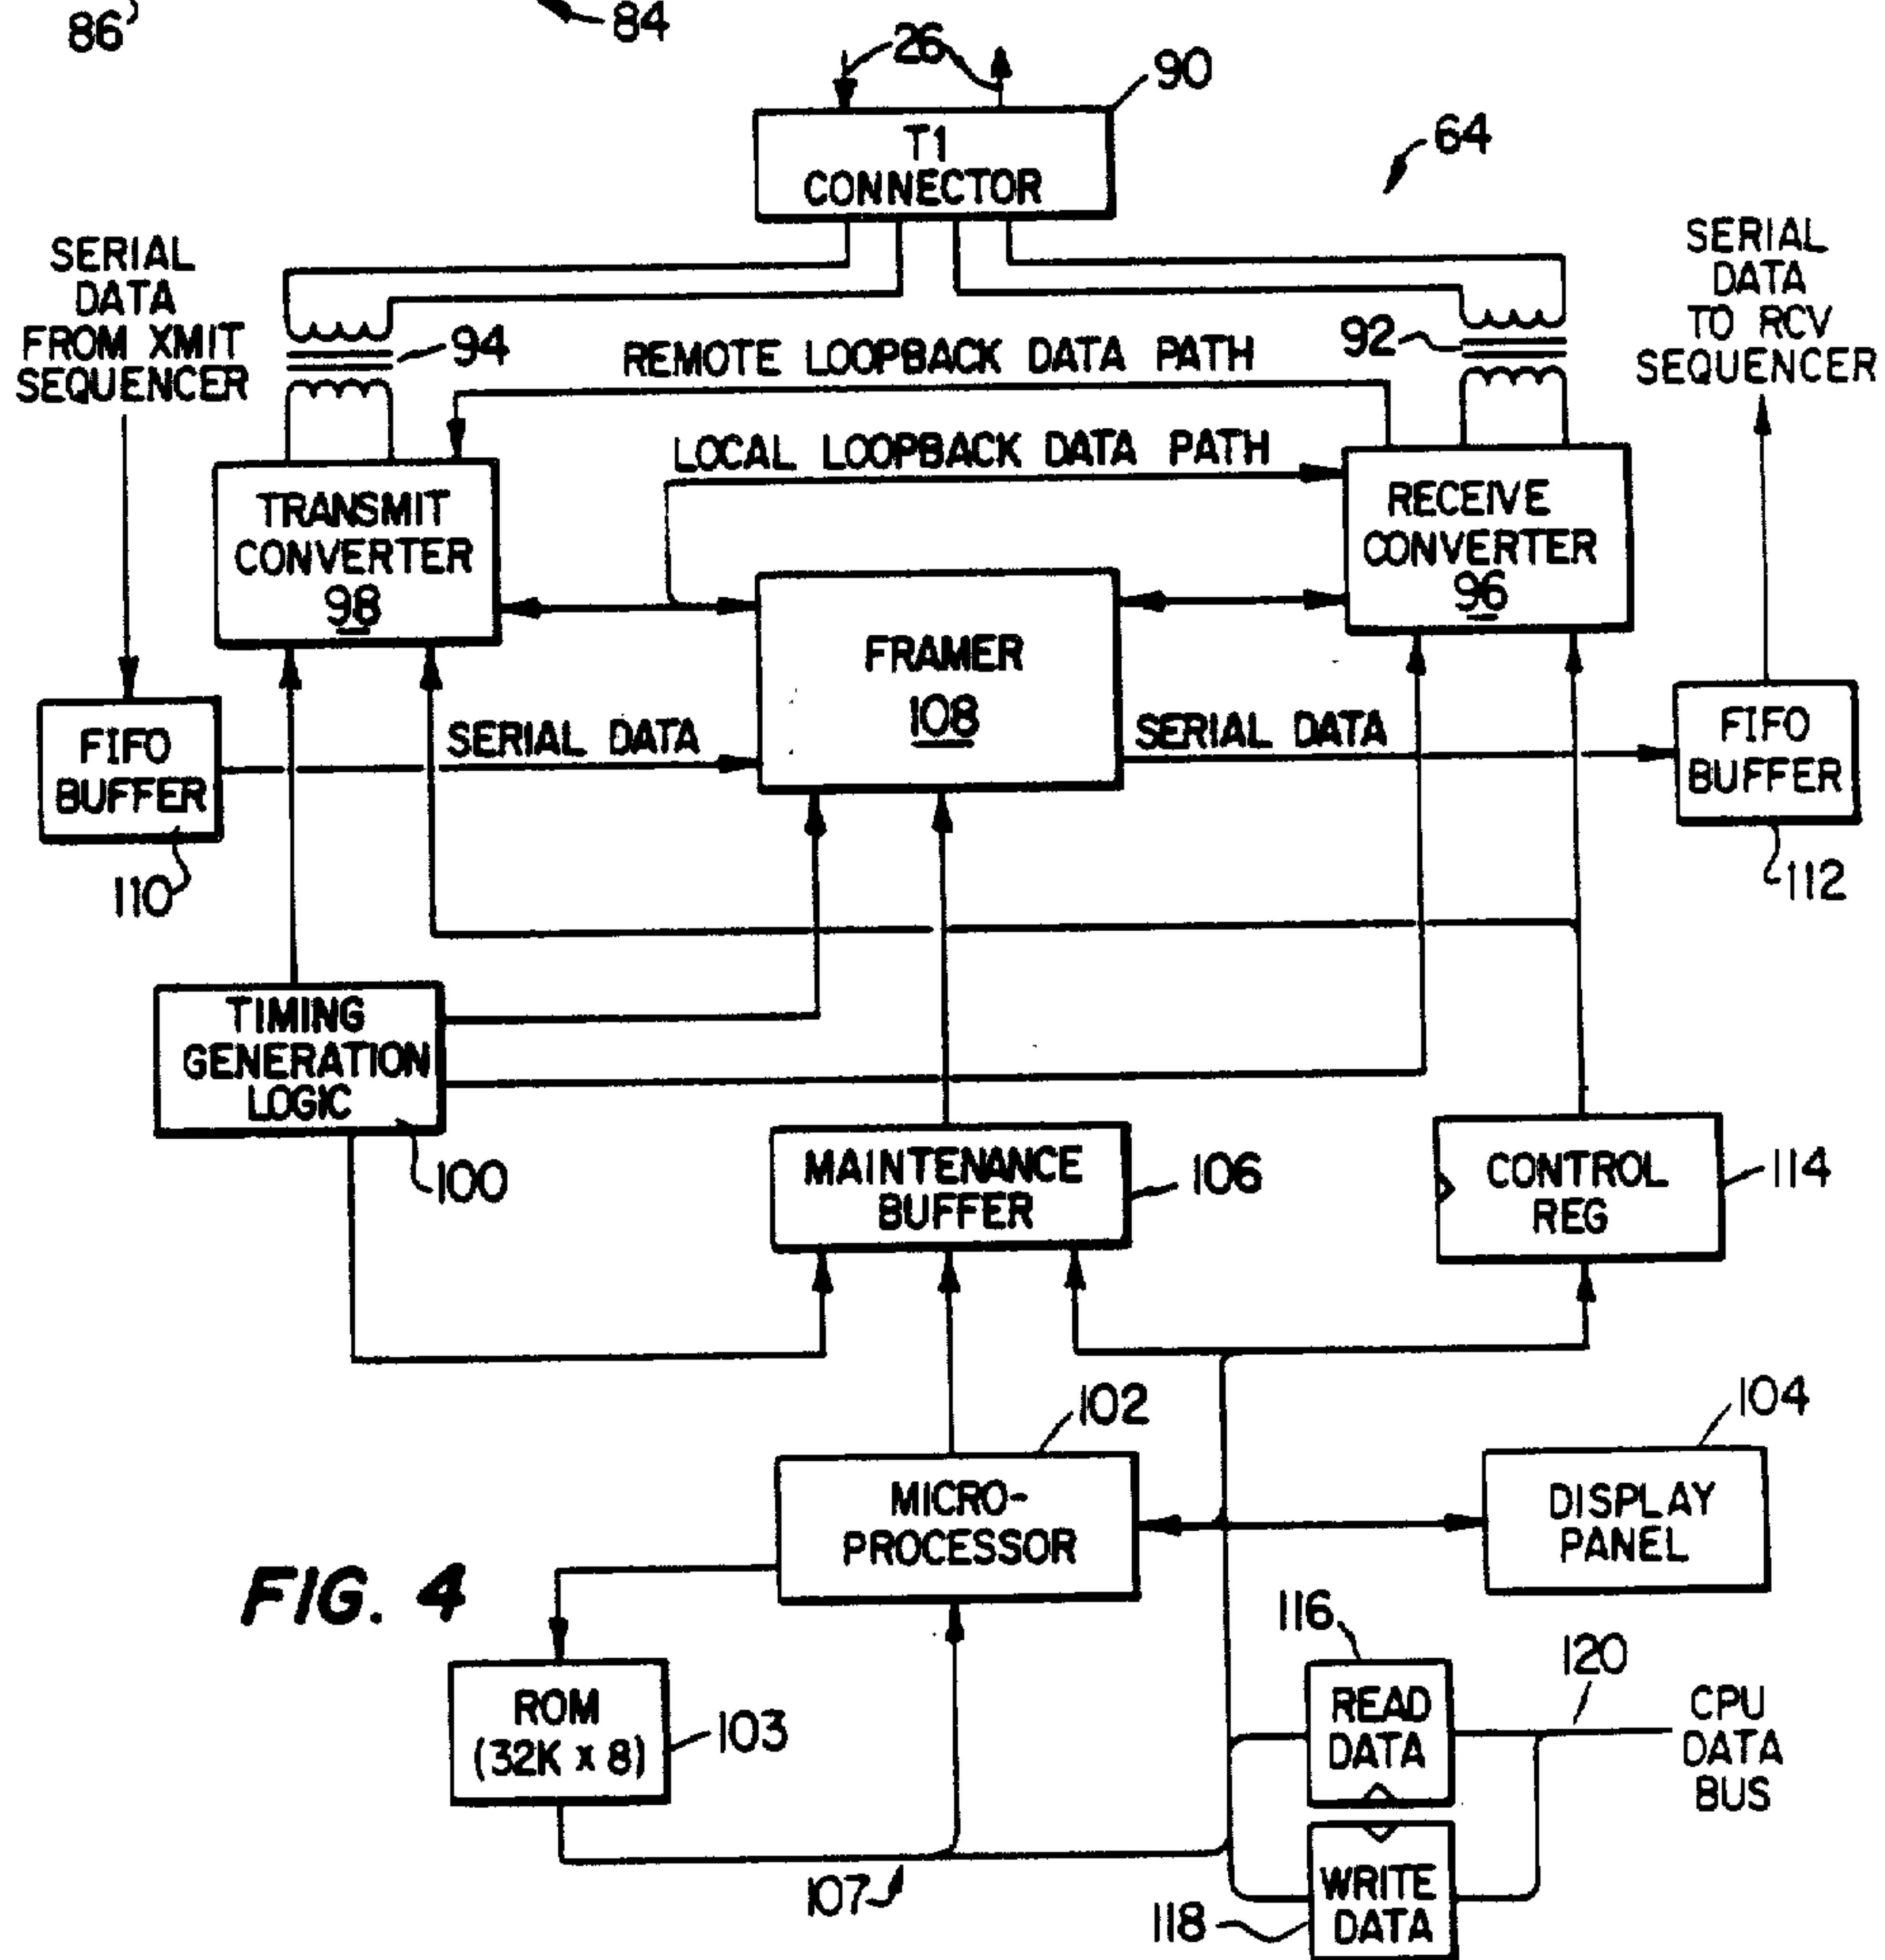 86
84
26
90
T1
CONNECTOR
64
SERIAL
DATA
FROM XMIT
SEQUENCER
94
REMOTE LOOPBACK DATA PATH
92
SERIAL
DATA
TO RCV
SEQUENCER
LOCAL LOOPBACK DATA PATH
TRANSMIT
CONVERTER
98
RECEIVE
CONVERTER
96
FRAMER
108
FIFO
BUFFER
110
SERIAL DATA
SERIAL DATA
FIFO
BUFFER
112
TIMING
GENERATION
LOGIC
100
MAINTENANCE
BUFFER
106
CONTROL
REG
114
102
MICRO-
PROCESSOR
104
DISPLAY
PANEL
FIG. 4
ROM
(32K x 8)
103
107
116
READ
DATA
120
CPU
DATA
BUS
118
WRITE
DATA